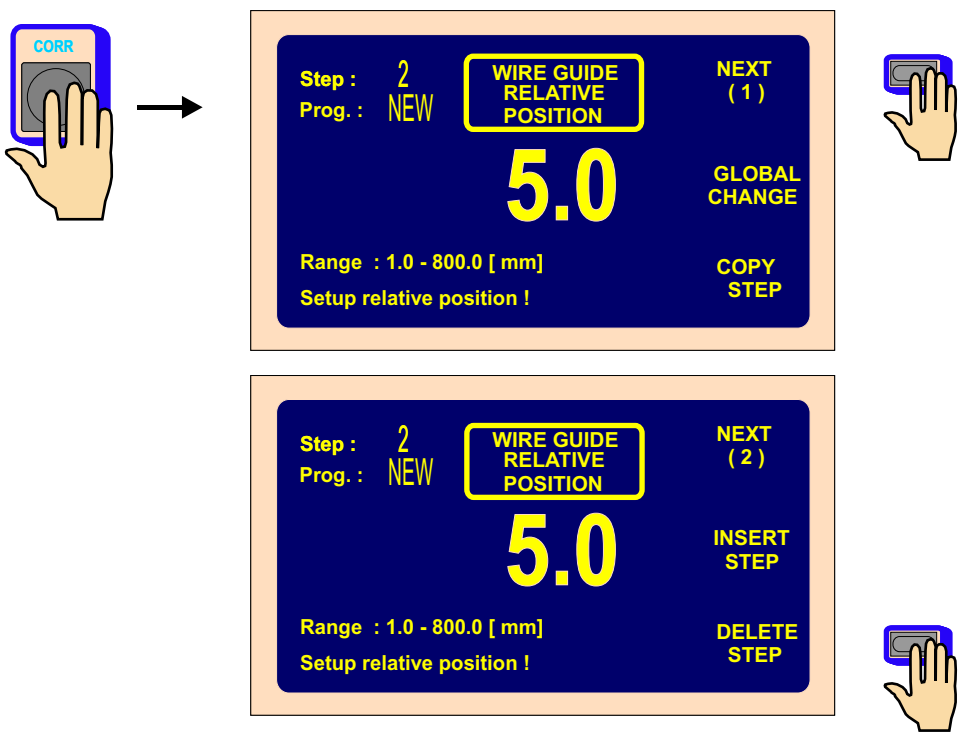 CORR
Step : 2
Prog. : NEW
WIRE GUIDE
RELATIVE
POSITION
NEXT
( 1 )
5.0
GLOBAL
CHANGE
Range : 1.0 - 800.0 [ mm]
Setup relative position !
COPY
STEP
Step : 2
Prog. : NEW
WIRE GUIDE
RELATIVE
POSITION
NEXT
( 2 )
5.0
INSERT
STEP
Range : 1.0 - 800.0 [ mm]
Setup relative position !
DELETE
STEP